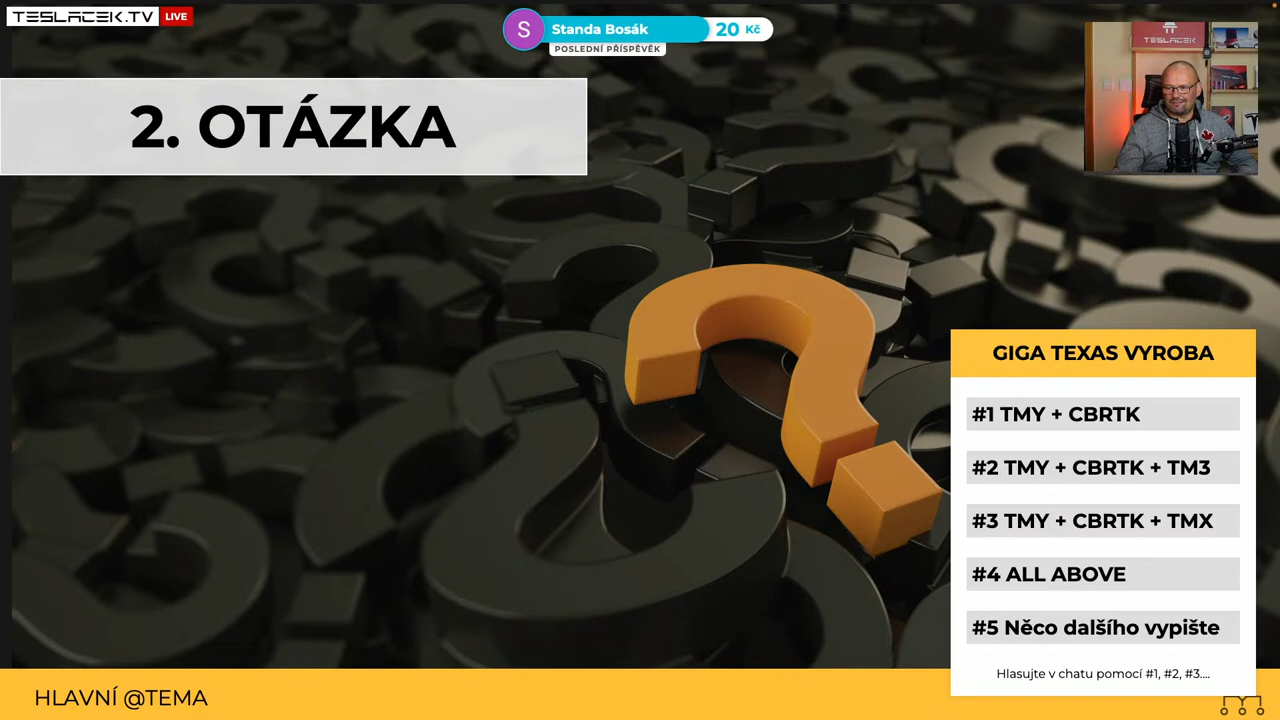 TESLACEK.TV LIVE
S Standa Bosák 20 Kč
POSLEDNÍ PŘÍSPĚVĚK
TESLACEK
2. OTÁZKA
GIGA TEXAS VYROBA
#1 TMY + CBRTK
#2 TMY + CBRTK + TM3
#3 TMY + CBRTK + TMX
#4 ALL ABOVE
#5 Něco dalšího vypište
Hlasujte v chatu pomocí #1, #2, #3....
HLAVNÍ @TEMA